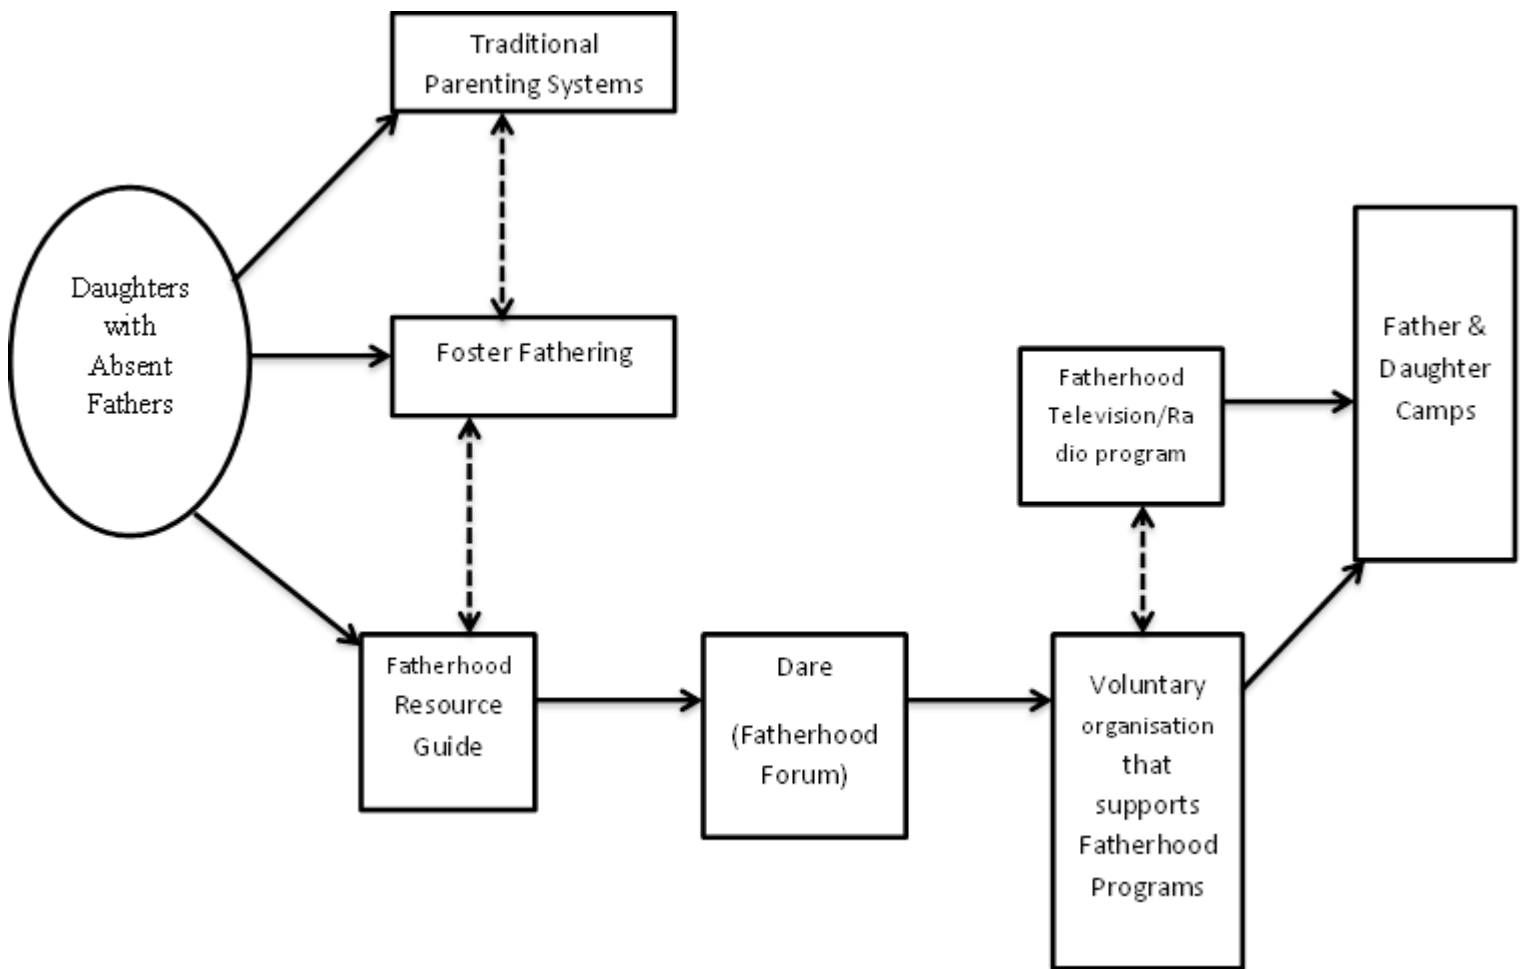 Traditional
Parenting Systems
Daughters
with
Absent
Fathers
Foster Fathering
Fatherhood
Television/Ra
dio program
Father &
Daughter
Camps
Fatherhood
Resource
Guide
Dare
(Fatherhood
Forum)
Voluntary
organisation
that
supports
Fatherhood
Programs